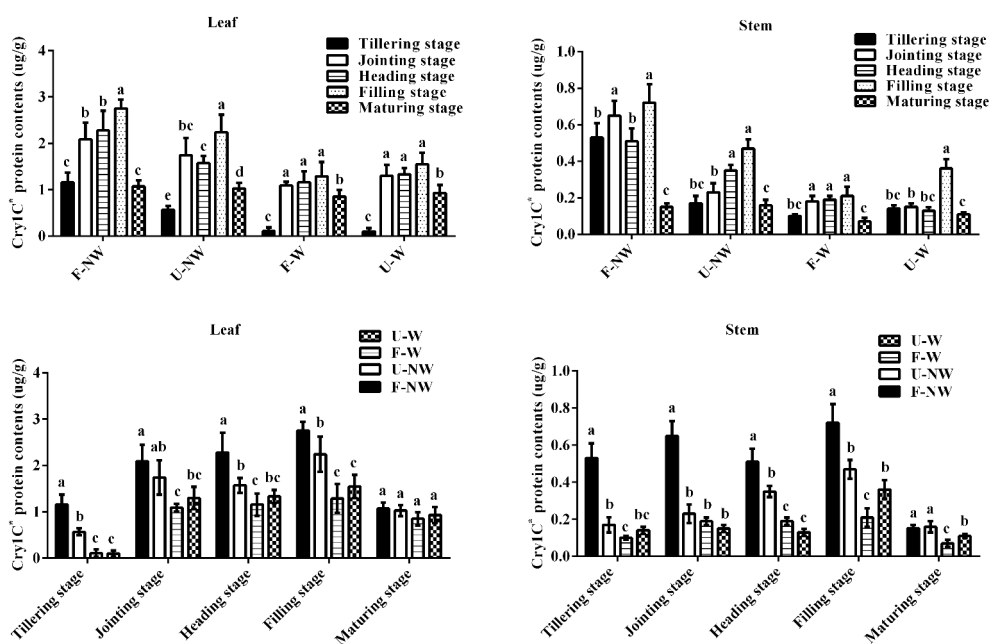 Leaf
Tillering stage
Jointing stage
Heading stage
Filling stage
Maturing stage
Cry1C* protein contents (ug/g)
4
3
2
1
0
c b b a c
e bc c a d
c a a a b
c a a a b
F-NW
U-NW
F-W
U-W
Stem
Tillering stage
Jointing stage
Heading stage
Filling stage
Maturing stage
Cry1C* protein contents (ug/g)
1.0
0.8
0.6
0.4
0.2
0.0
b a b a c
bc b a a c
bc a a a c
bc bc bc a c
F-NW
U-NW
F-W
U-W
Leaf
U-W
F-W
U-NW
F-NW
Cry1C* protein contents (ug/g)
4
3
2
1
0
a b c c
a ab c bc
a b c bc
a b c c
a a a a
Tillering stage
Jointing stage
Heading stage
Filling stage
Maturing stage
Stem
U-W
F-W
U-NW
F-NW
Cry1C* protein contents (ug/g)
1.0
0.8
0.6
0.4
0.2
0.0
a b c b
a b b b
a b c c
a b c b
a a c b
Tillering stage
Jointing stage
Heading stage
Filling stage
Maturing stage